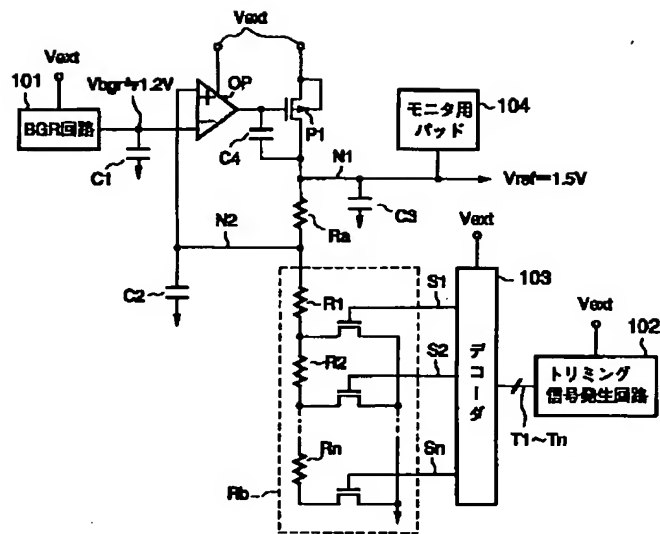 Vext
Vext
101
Vbgr≒1.2V
OP
BGR回路
P1
C1
C4
モニタ用
パッド
104
N1
Vref=1.5V
C3
Ra
N2
C2
Vext
103
R1
S1
R2
S2
デコーダ
Vext
102
トリミング
信号発生回路
T1~Tn
Rn
Sn
Rb